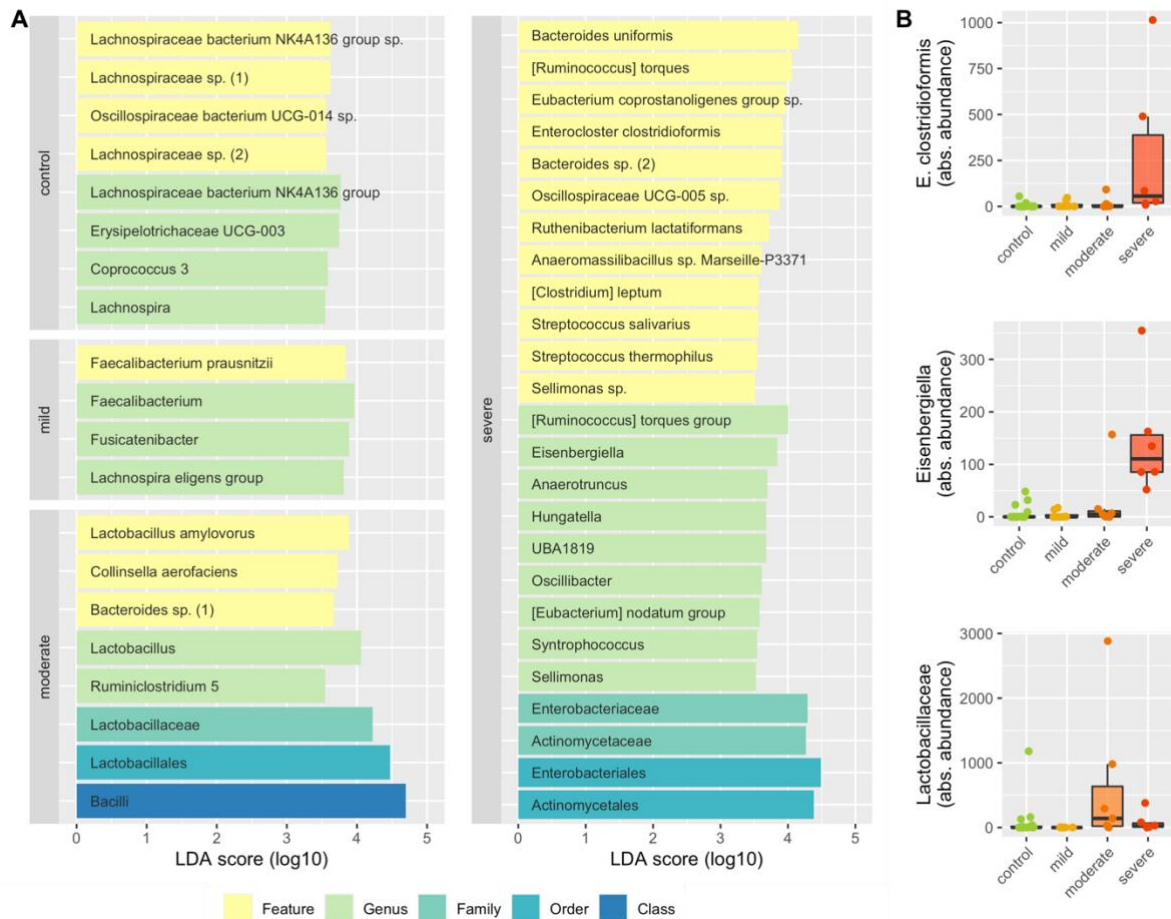 A
control
Lachnospiraceae bacterium NK4A136 group sp.
Lachnospiraceae sp. (1)
Oscillospiraceae bacterium UCG-014 sp.
Lachnospiraceae sp. (2)
Lachnospiraceae bacterium NK4A136 group
Erysipelotrichaceae UCG-003
Coprococcus 3
Lachnospira
mild
Faecalibacterium prausnitzii
Faecalibacterium
Fusicatenibacter
Lachnospira eligens group
moderate
Lactobacillus amylovorus
Collinsella aerofaciens
Bacteroides sp. (1)
Lactobacillus
Ruminiclostridium 5
Lactobacillaceae
Lactobacillales
Bacilli
0 1 2 3 4 5
LDA score (log10)
severe
Bacteroides uniformis
[Ruminococcus] torques
Eubacterium coprostanoligenes group sp.
Enterocloster clostridioformis
Bacteroides sp. (2)
Oscillospiraceae UCG-005 sp.
Ruthenibacterium lactatiformans
Anaeromassilibacillus sp. Marseille-P3371
[Clostridium] leptum
Streptococcus salivarius
Streptococcus thermophilus
Sellimonas sp.
[Ruminococcus] torques group
Eisenbergiella
Anaerotruncus
Hungatella
UBA1819
Oscillibacter
[Eubacterium] nodatum group
Syntrophococcus
Sellimonas
Enterobacteriaceae
Actinomycetaceae
Enterobacteriales
Actinomycetales
0 1 2 3 4 5
LDA score (log10)
Feature Genus Family Order Class
B
E. clostridioformis
(abs. abundance)
1000
750
500
250
0
control mild moderate severe
Eisenbergiella
(abs. abundance)
300
200
100
0
control mild moderate severe
Lactobacillaceae
(abs. abundance)
3000
2000
1000
0
control mild moderate severe